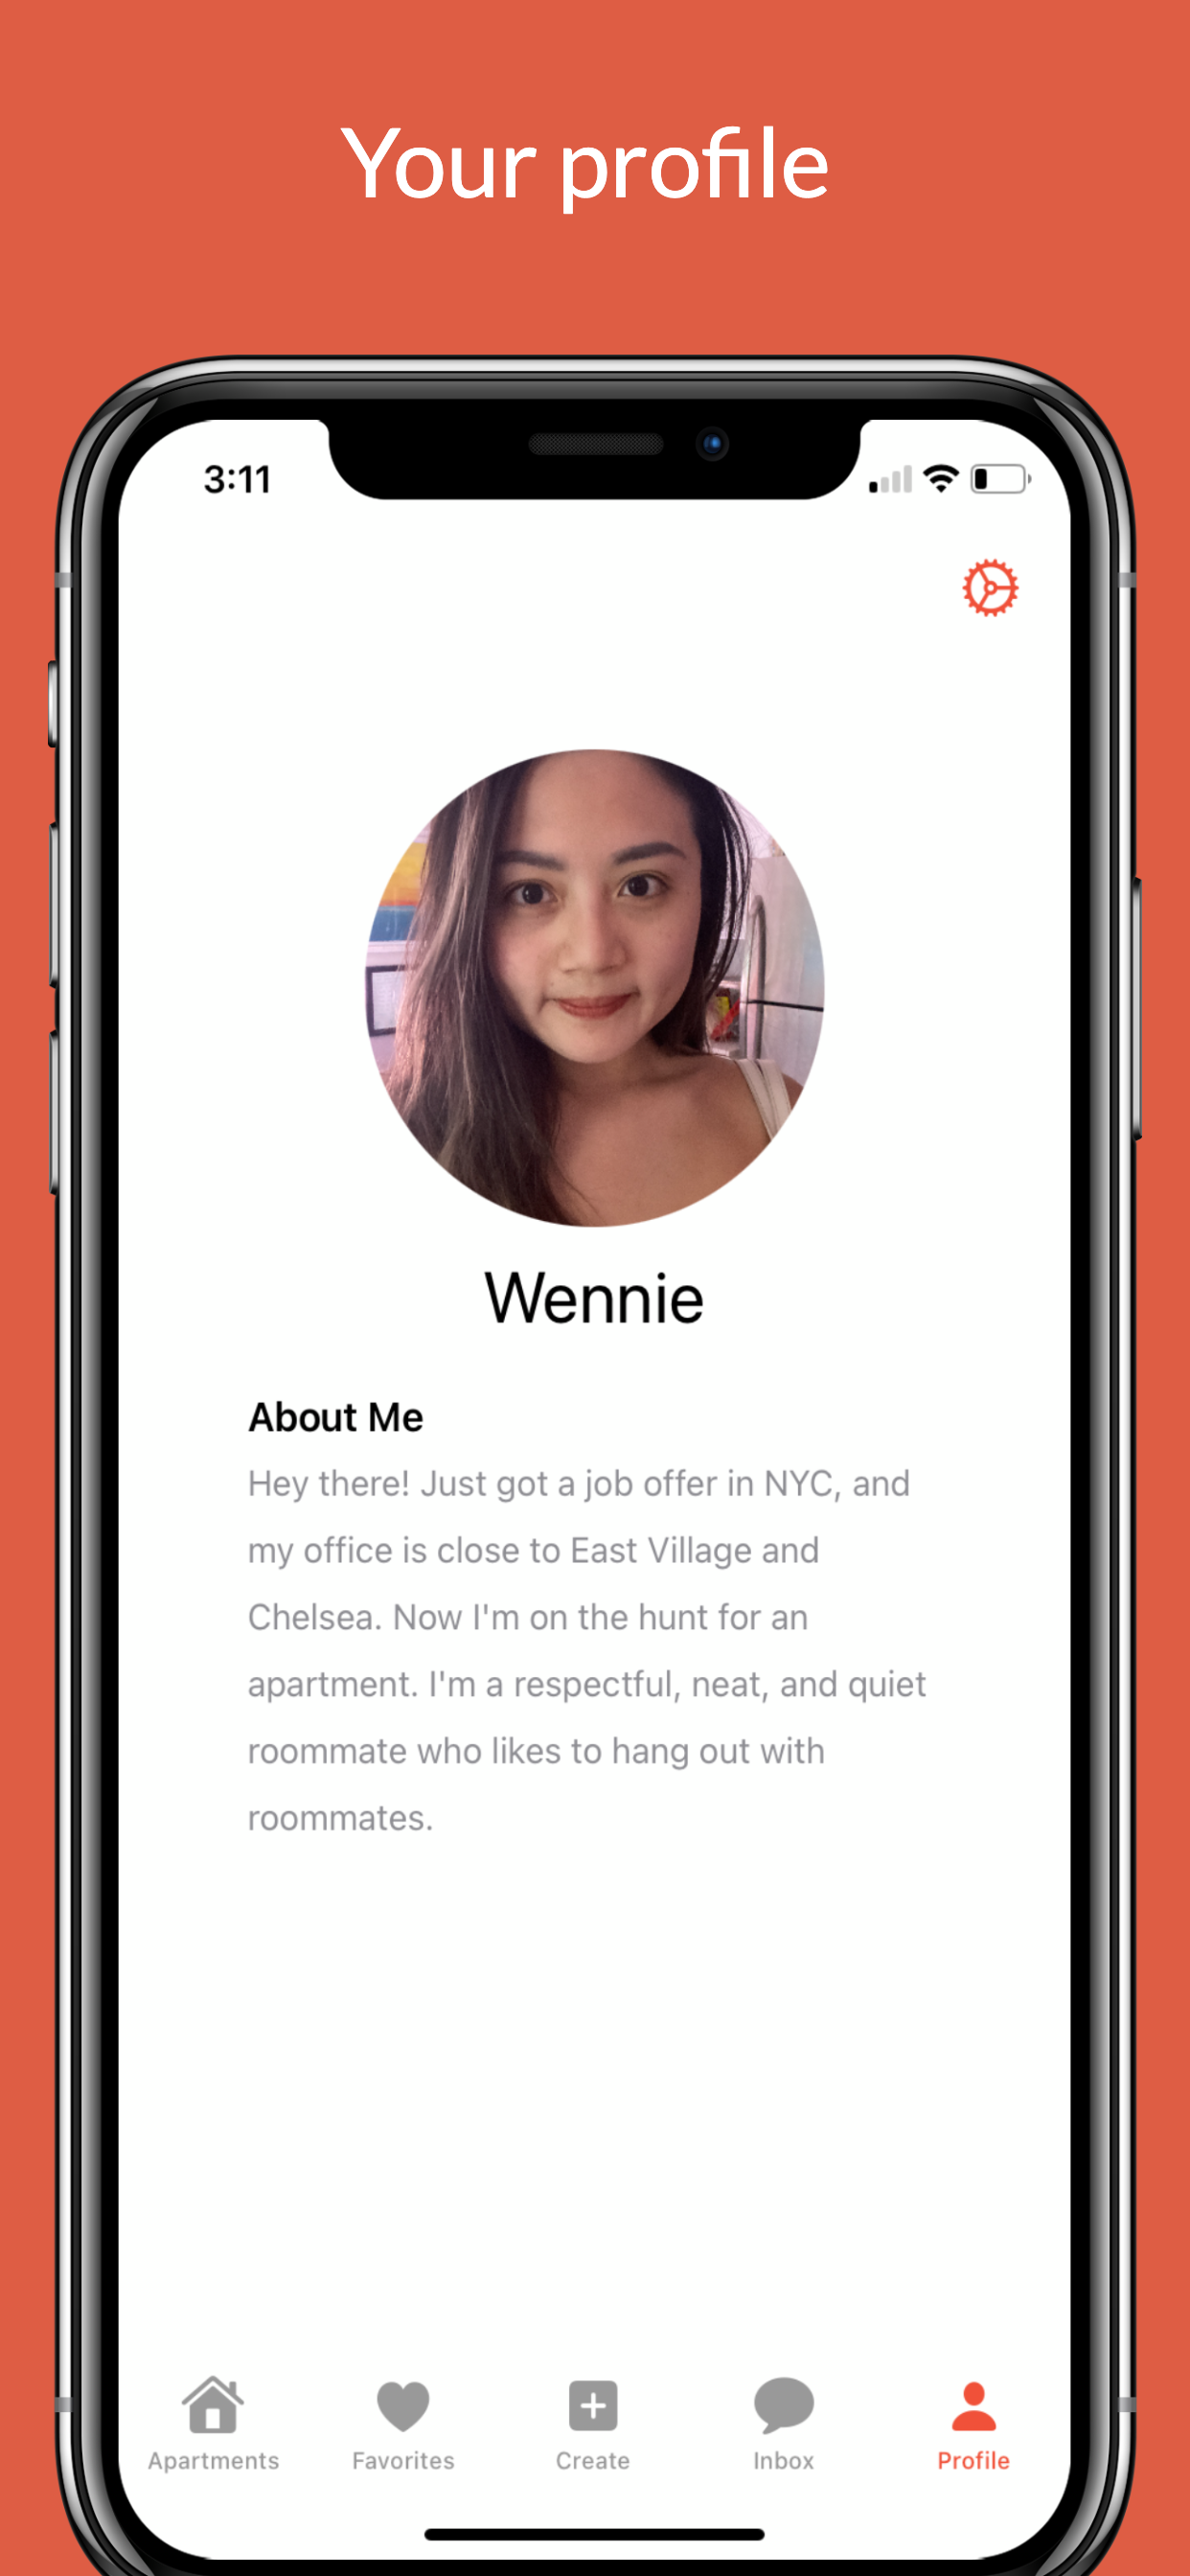 Your profile
3:11
Wennie
About Me
Hey there! Just got a job offer in NYC, and
my office is close to East Village and
Chelsea. Now I'm on the hunt for an
apartment. I'm a respectful, neat, and quiet
roommate who likes to hang out with
roommates.
Apartments Favorites Create Inbox Profile